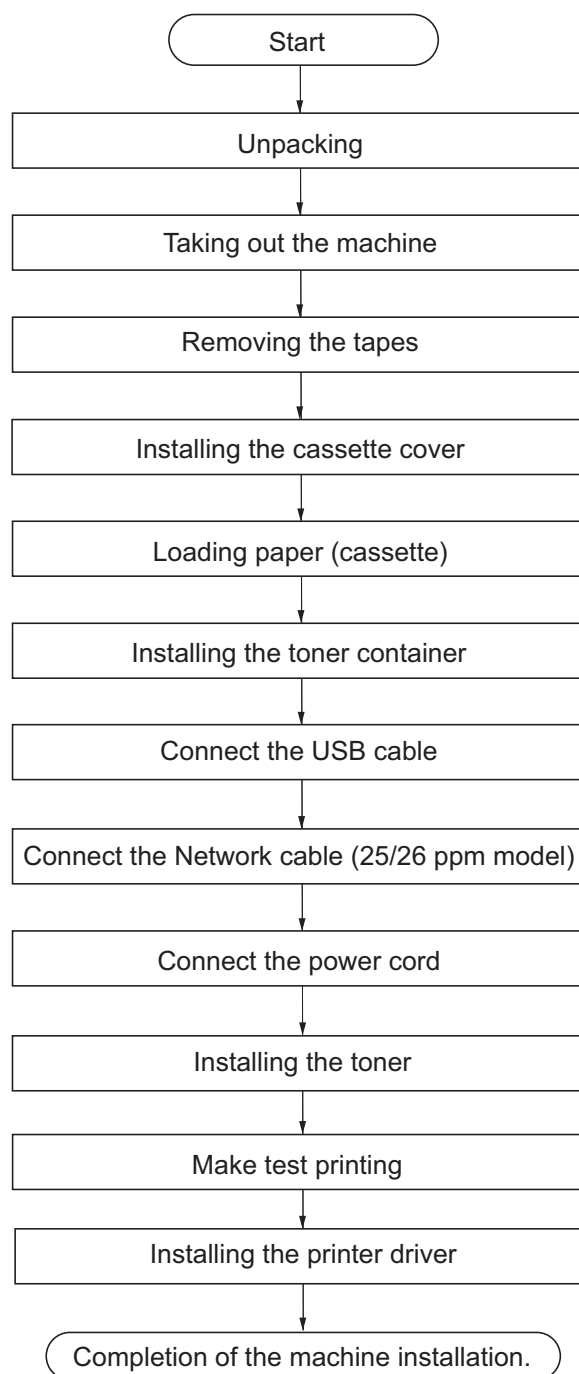 Start
Unpacking
Taking out the machine
Removing the tapes
Installing the cassette cover
Loading paper (cassette)
Installing the toner container
Connect the USB cable
Connect the Network cable (25/26 ppm model)
Connect the power cord
Installing the toner
Make test printing
Installing the printer driver
Completion of the machine installation.